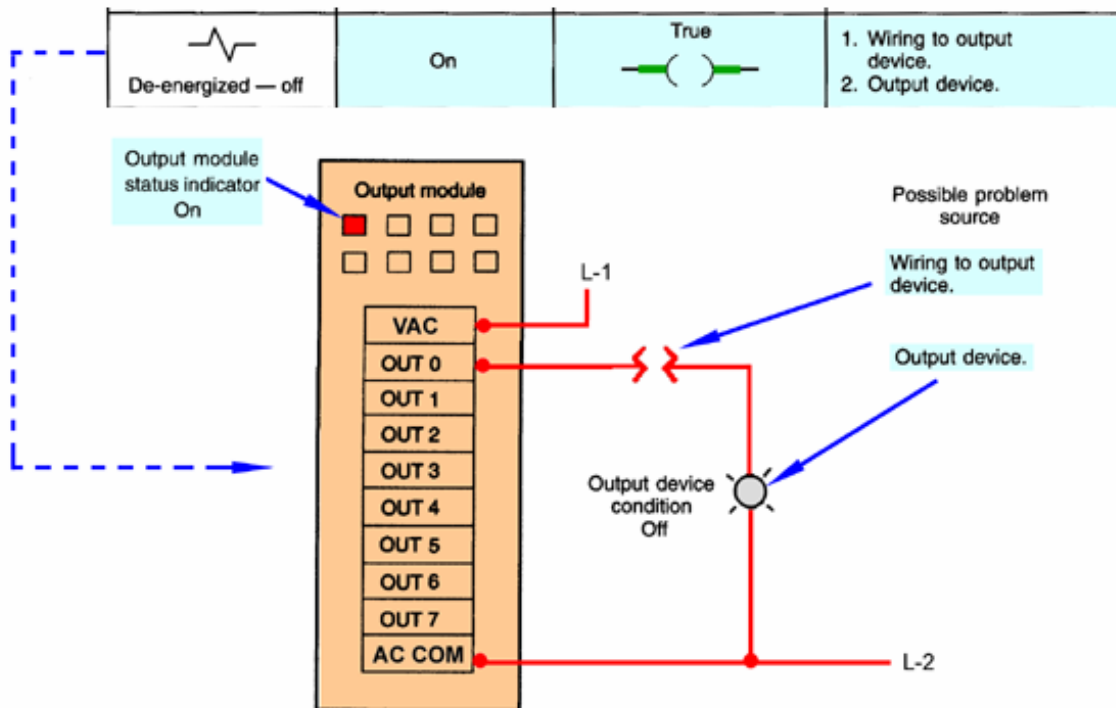 De-energized — off
On
True
1. Wiring to output
device.
2. Output device.
Output module
status indicator
On
Output module
Possible problem
source
L-1
Wiring to output
device.
VAC
OUT 0
Output device.
OUT 1
OUT 2
OUT 3
Output device
condition
Off
OUT 4
OUT 5
OUT 6
OUT 7
AC COM
L-2